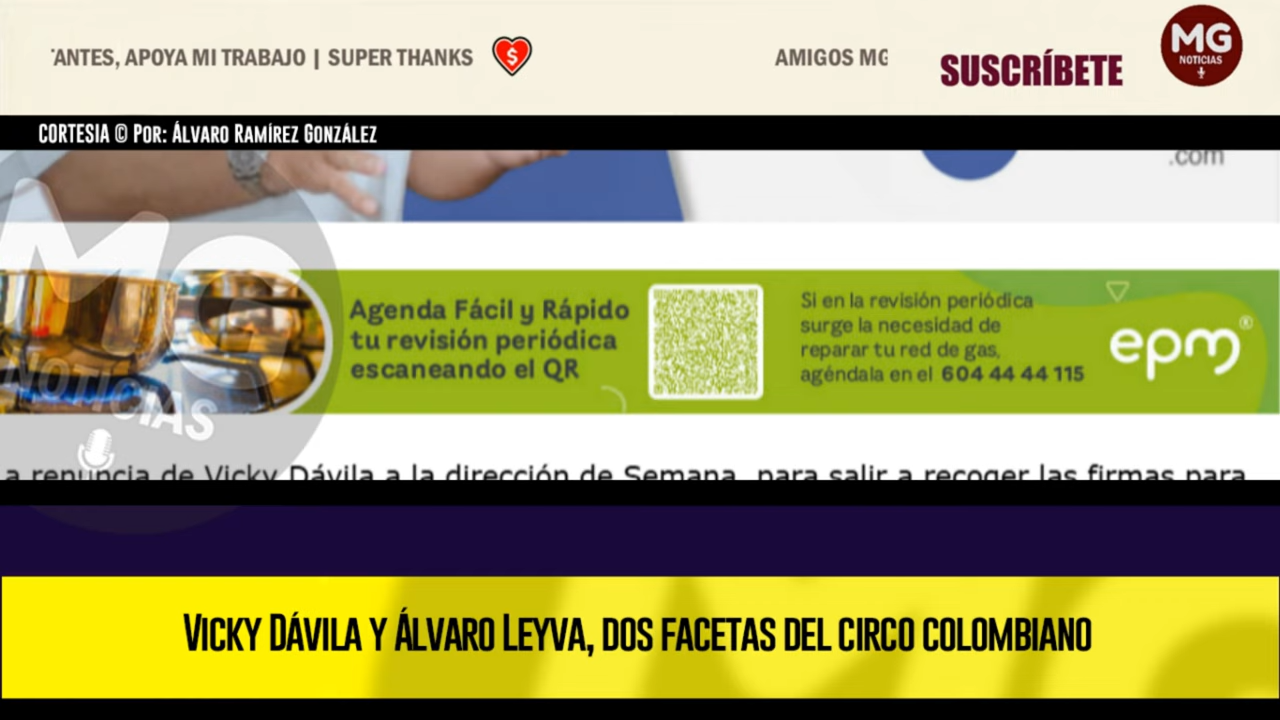 'ANTES, APOYA MI TRABAJO | SUPER THANKS
$
AMIGOS MG
SUSCRÍBETE
MG
NOTICIAS
CORTESIA © Por: Álvaro Ramírez González
.com
MG
NOTICIAS
Agenda Fácil y Rápido
tu revisión periódica
escaneando el QR
Si en la revisión periódica
surge la necesidad de
reparar tu red de gas,
agéndala en el 604 44 44 115
epm®
a renuncia de Vicky Dávila a la dirección de Semana, para salir a recoger las firmas para
Vicky Dávila y Álvaro Leyva, dos facetas del circo colombiano